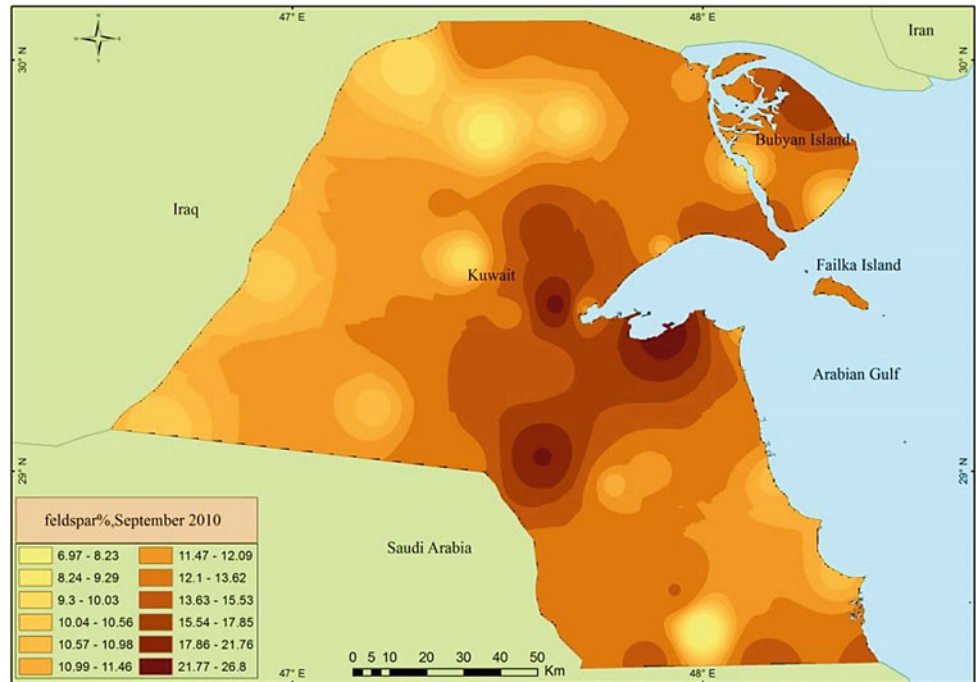 47° E
48° E
30° N
30° N
Iran
Bubyan Island
Iraq
Kuwait
Failka Island
Arabian Gulf
29° N
29° N
Saudi Arabia
feldspar%,September 2010
6.97 - 8.23
8.24 - 9.29
9.3 - 10.03
10.04 - 10.56
10.57 - 10.98
10.99 - 11.46
11.47 - 12.09
12.1 - 13.62
13.63 - 15.53
15.54 - 17.85
17.86 - 21.76
21.77 - 26.8
0 5 10 20 30 40 50
Km
47° E
48° E